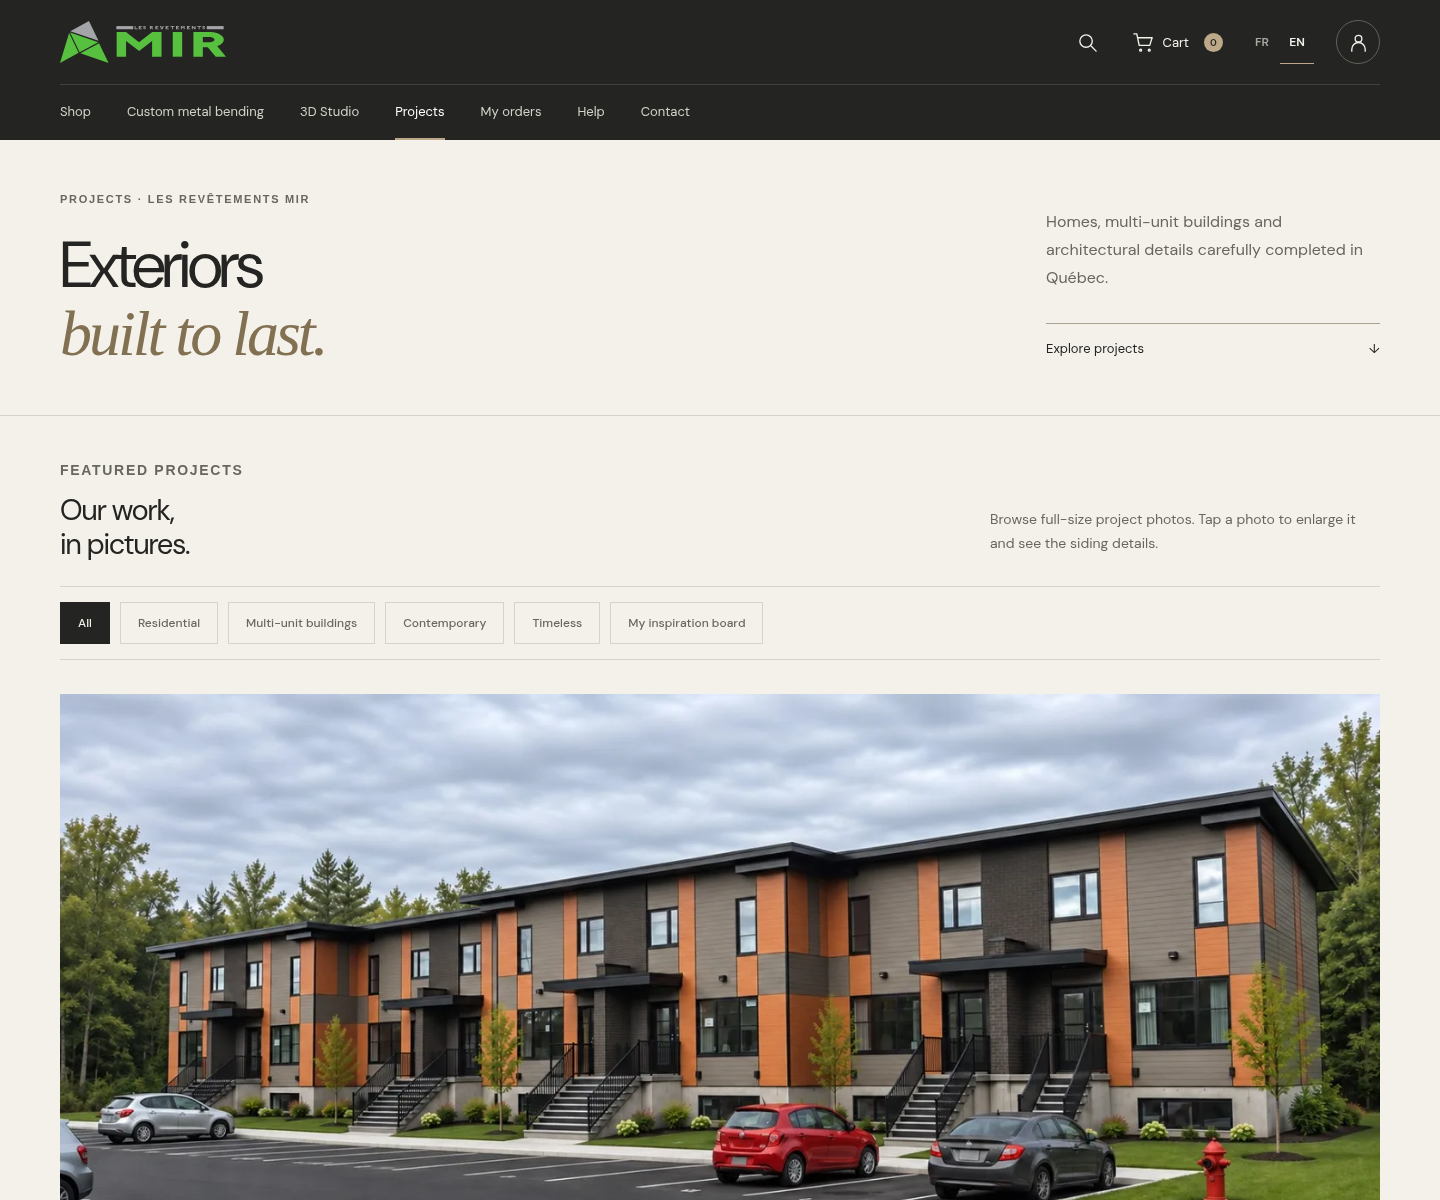 LES REVÊTEMENTS
MIR
Cart 0 FR EN
Shop Custom metal bending 3D Studio Projects My orders Help Contact
PROJECTS · LES REVÊTEMENTS MIR
Exteriors
built to last.
Homes, multi-unit buildings and
architectural details carefully completed in
Québec.
Explore projects ↓
FEATURED PROJECTS
Our work,
in pictures.
Browse full-size project photos. Tap a photo to enlarge it
and see the siding details.
All Residential Multi-unit buildings Contemporary Timeless My inspiration board